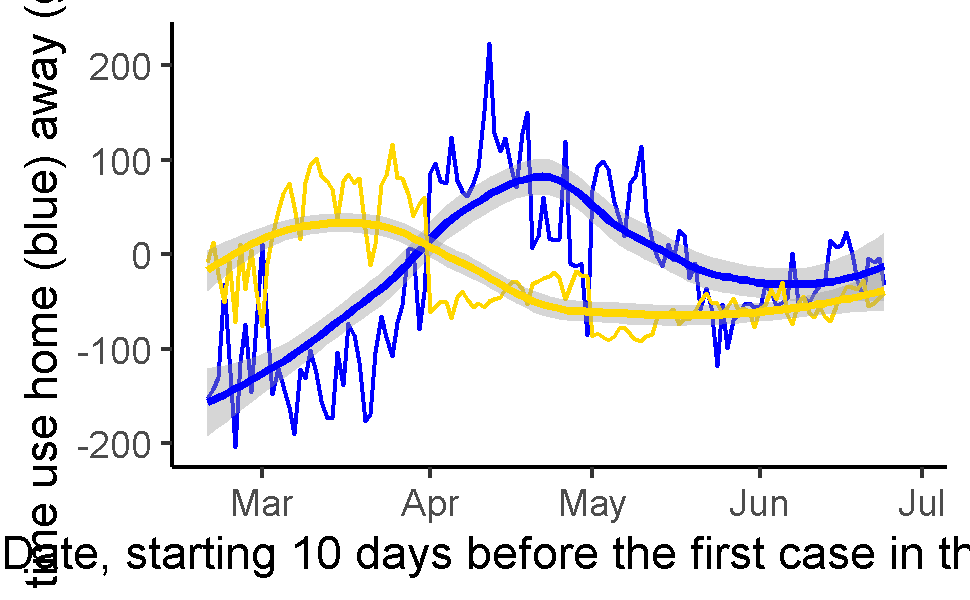 time use home (blue) away (
200
100
0
-100
-200
Mar Apr May Jun Jul
Date, starting 10 days before the first case in th